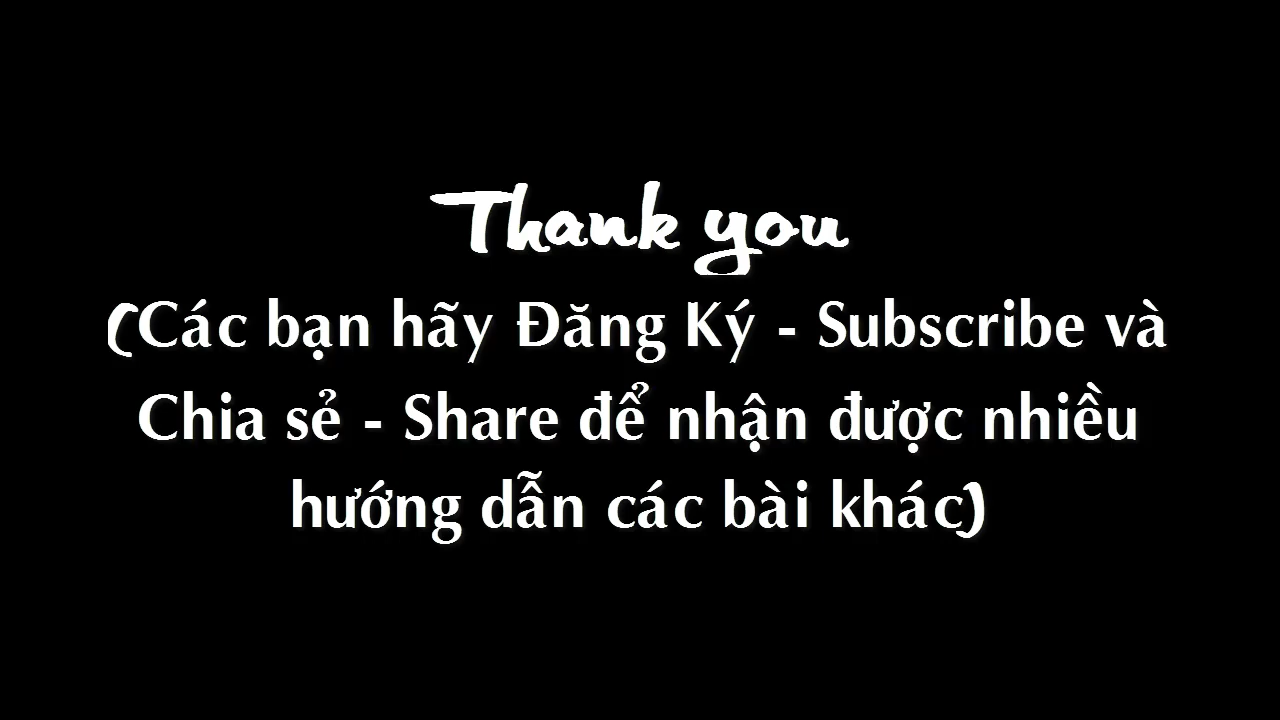 Thank you
(Các bạn hãy Đăng Ký - Subscribe và
Chia sẻ - Share để nhận được nhiều
hướng dẫn các bài khác)